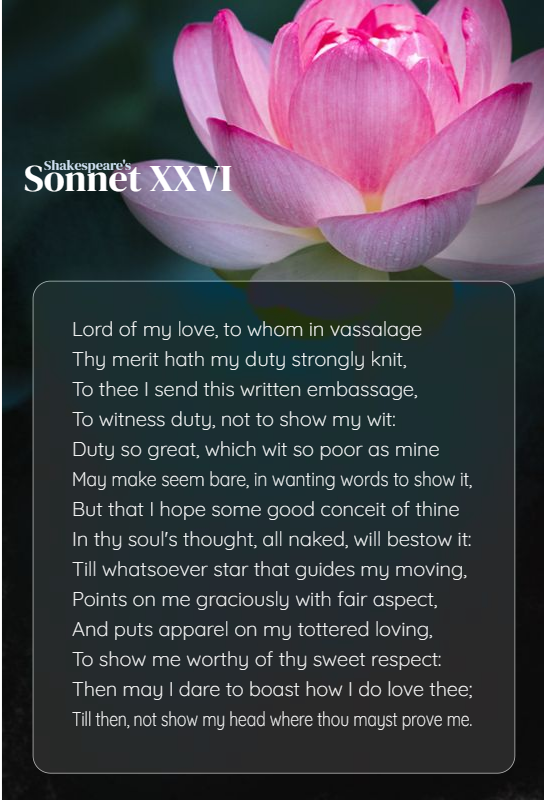 Shakespeare's
Sonnet XXVI
Lord of my love, to whom in vassalage
Thy merit hath my duty strongly knit,
To thee I send this written embassage,
To witness duty, not to show my wit:
Duty so great, which wit so poor as mine
May make seem bare, in wanting words to show it,
But that I hope some good conceit of thine
In thy soul's thought, all naked, will bestow it:
Till whatsoever star that guides my moving,
Points on me graciously with fair aspect,
And puts apparel on my tottered loving,
To show me worthy of thy sweet respect:
Then may I dare to boast how I do love thee;
Till then, not show my head where thou mayst prove me.